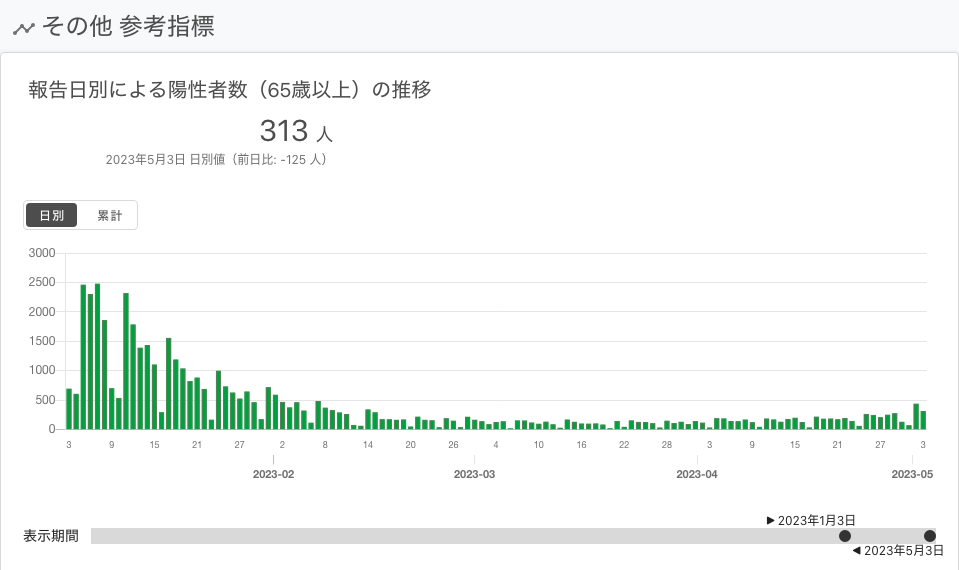 その他 参考指標
報告日別による陽性者数（65歳以上）の推移
313 人
2023年5月3日 日別値（前日比: -125 人）
日別 累計
3000
2500
2000
1500
1000
500
0
3 9 15 21 27 2 8 14 20 26 4 10 16 22 28 3 9 15 21 27 3
2023-02 2023-03 2023-04 2023-05
▶ 2023年1月3日
表示期間
◀ 2023年5月3日